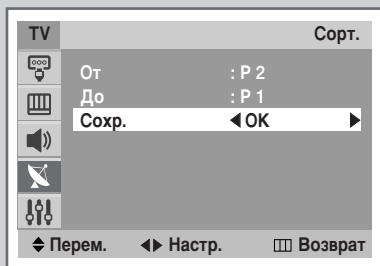 TV Сорт.
От : P 2
До : P 1
Сохр. ◀ OK ▶
Перем. Настр. Возврат